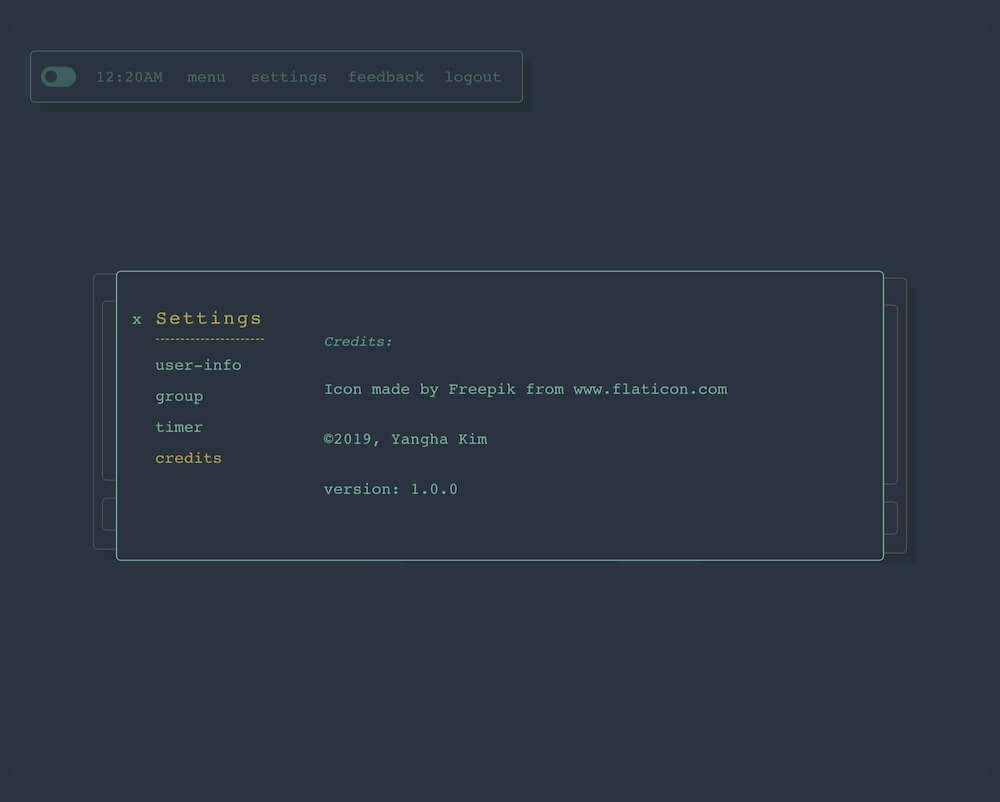 12:20AM menu settings feedback logout
x Settings
user-info
group
timer
credits
Credits:
Icon made by Freepik from www.flaticon.com
©2019, Yangha Kim
version: 1.0.0